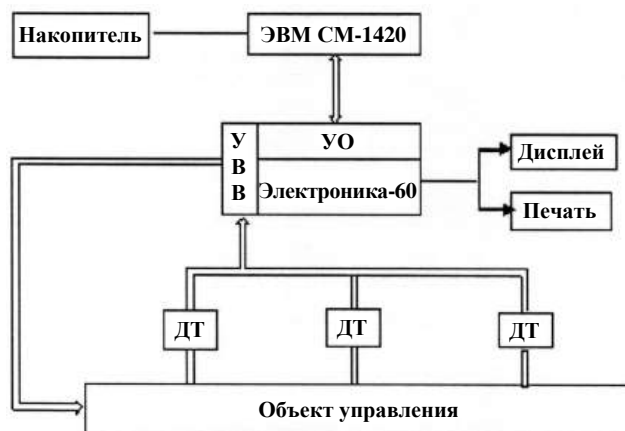 Накопитель
ЭВМ СМ-1420
У
В
В
УО
Электроника-60
Дисплей
Печать
ДТ
ДТ
ДТ
Объект управления